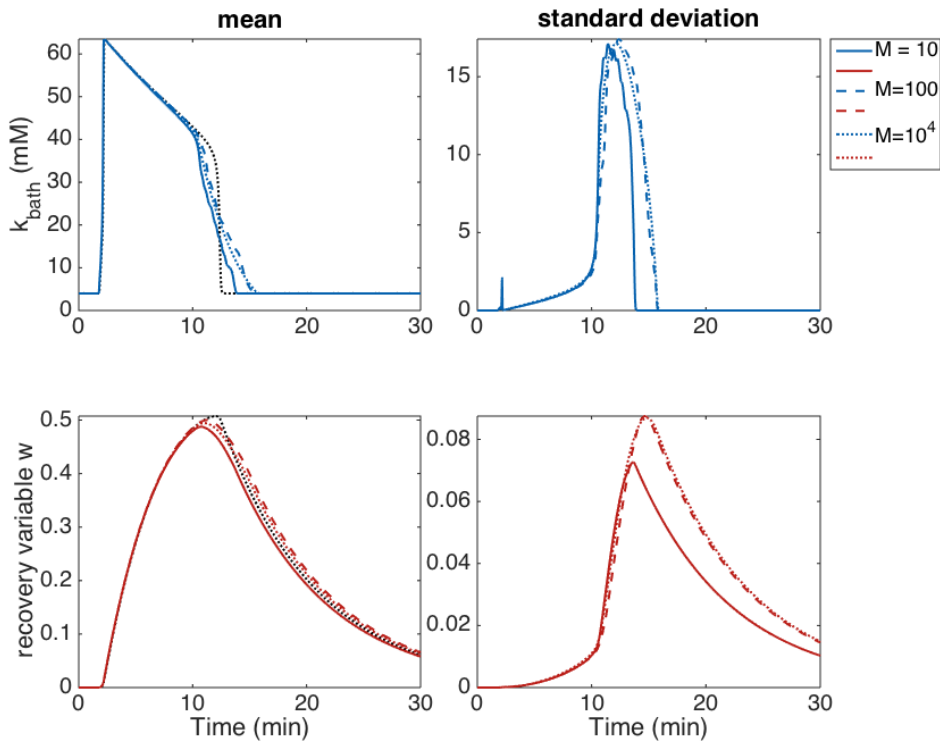 mean
standard deviation
60
50
40
30
20
10
0
k_bath (mM)
0 10 20 30
15
10
5
0
0 10 20 30
M = 10
M=100
M=10^4
0.5
0.4
0.3
0.2
0.1
0
recovery variable w
0 10 20 30
Time (min)
0.08
0.06
0.04
0.02
0
0 10 20 30
Time (min)